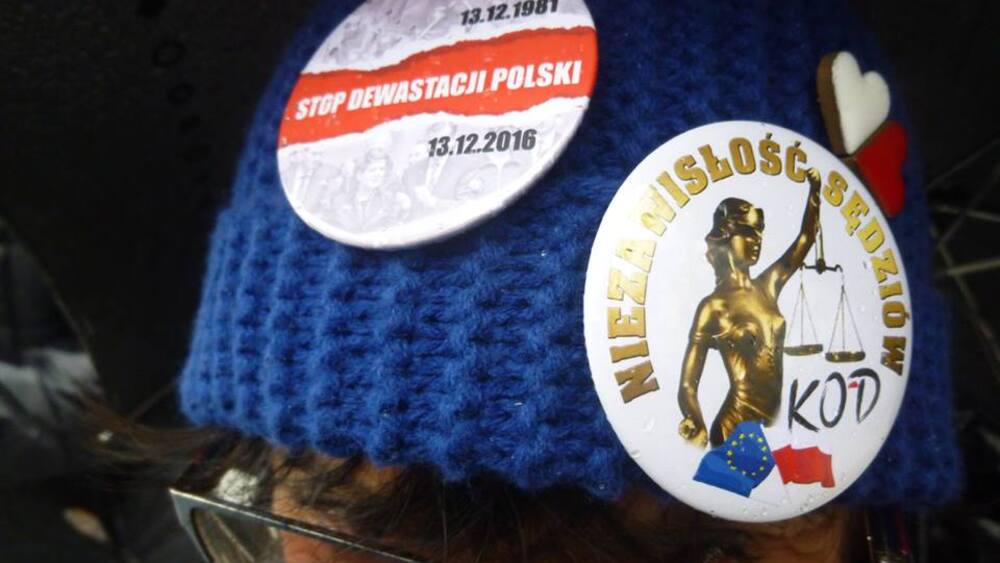 13.12.1981
STOP DEWASTACJI POLSKI
13.12.2016
NIEZAWISŁOŚĆ SĘDZIÓW
KOD